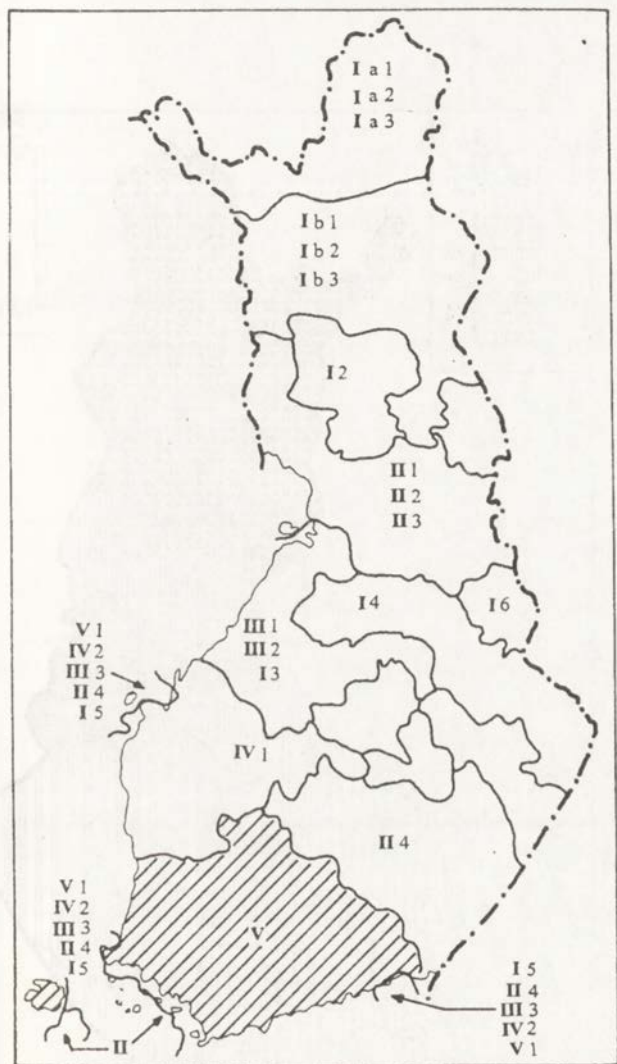 I a 1
I a 2
I a 3
I b 1
I b 2
I b 3
I 2
II 1
II 2
II 3
I 4
I 6
III 1
III 2
I 3
V 1
IV 2
III 3
II 4
I 5
IV 1
II 4
V
V 1
IV 2
III 3
II 4
I 5
II
I 5
II 4
III 3
IV 2
V 1